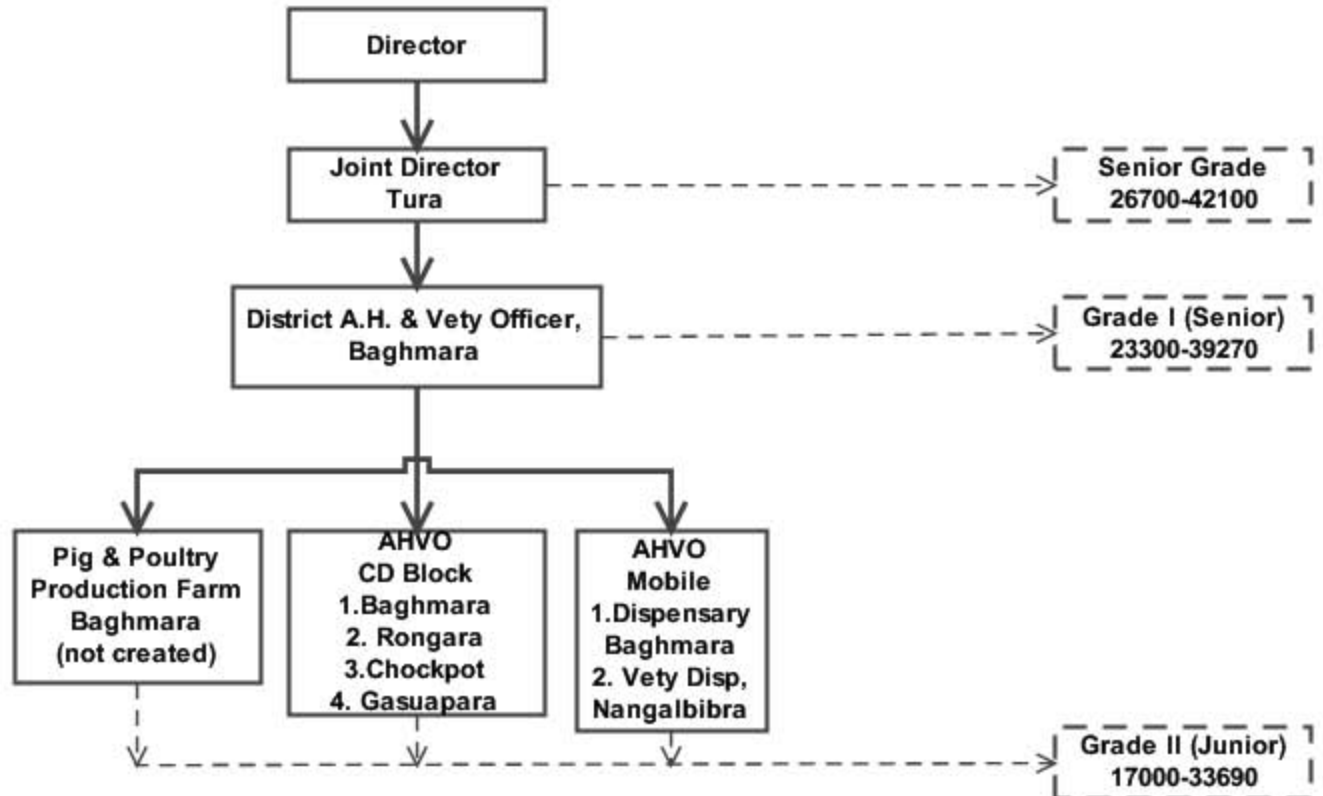 Director
Joint Director
Tura
Senior Grade
26700-42100
District A.H. & Vety Officer,
Baghmara
Grade I (Senior)
23300-39270
Pig & Poultry
Production Farm
Baghmara
(not created)
AHVO
CD Block
1.Baghmara
2. Rongara
3.Chockpot
4. Gasuapara
AHVO
Mobile
1.Dispensary
Baghmara
2. Vety Disp,
Nangalbibra
Grade II (Junior)
17000-33690